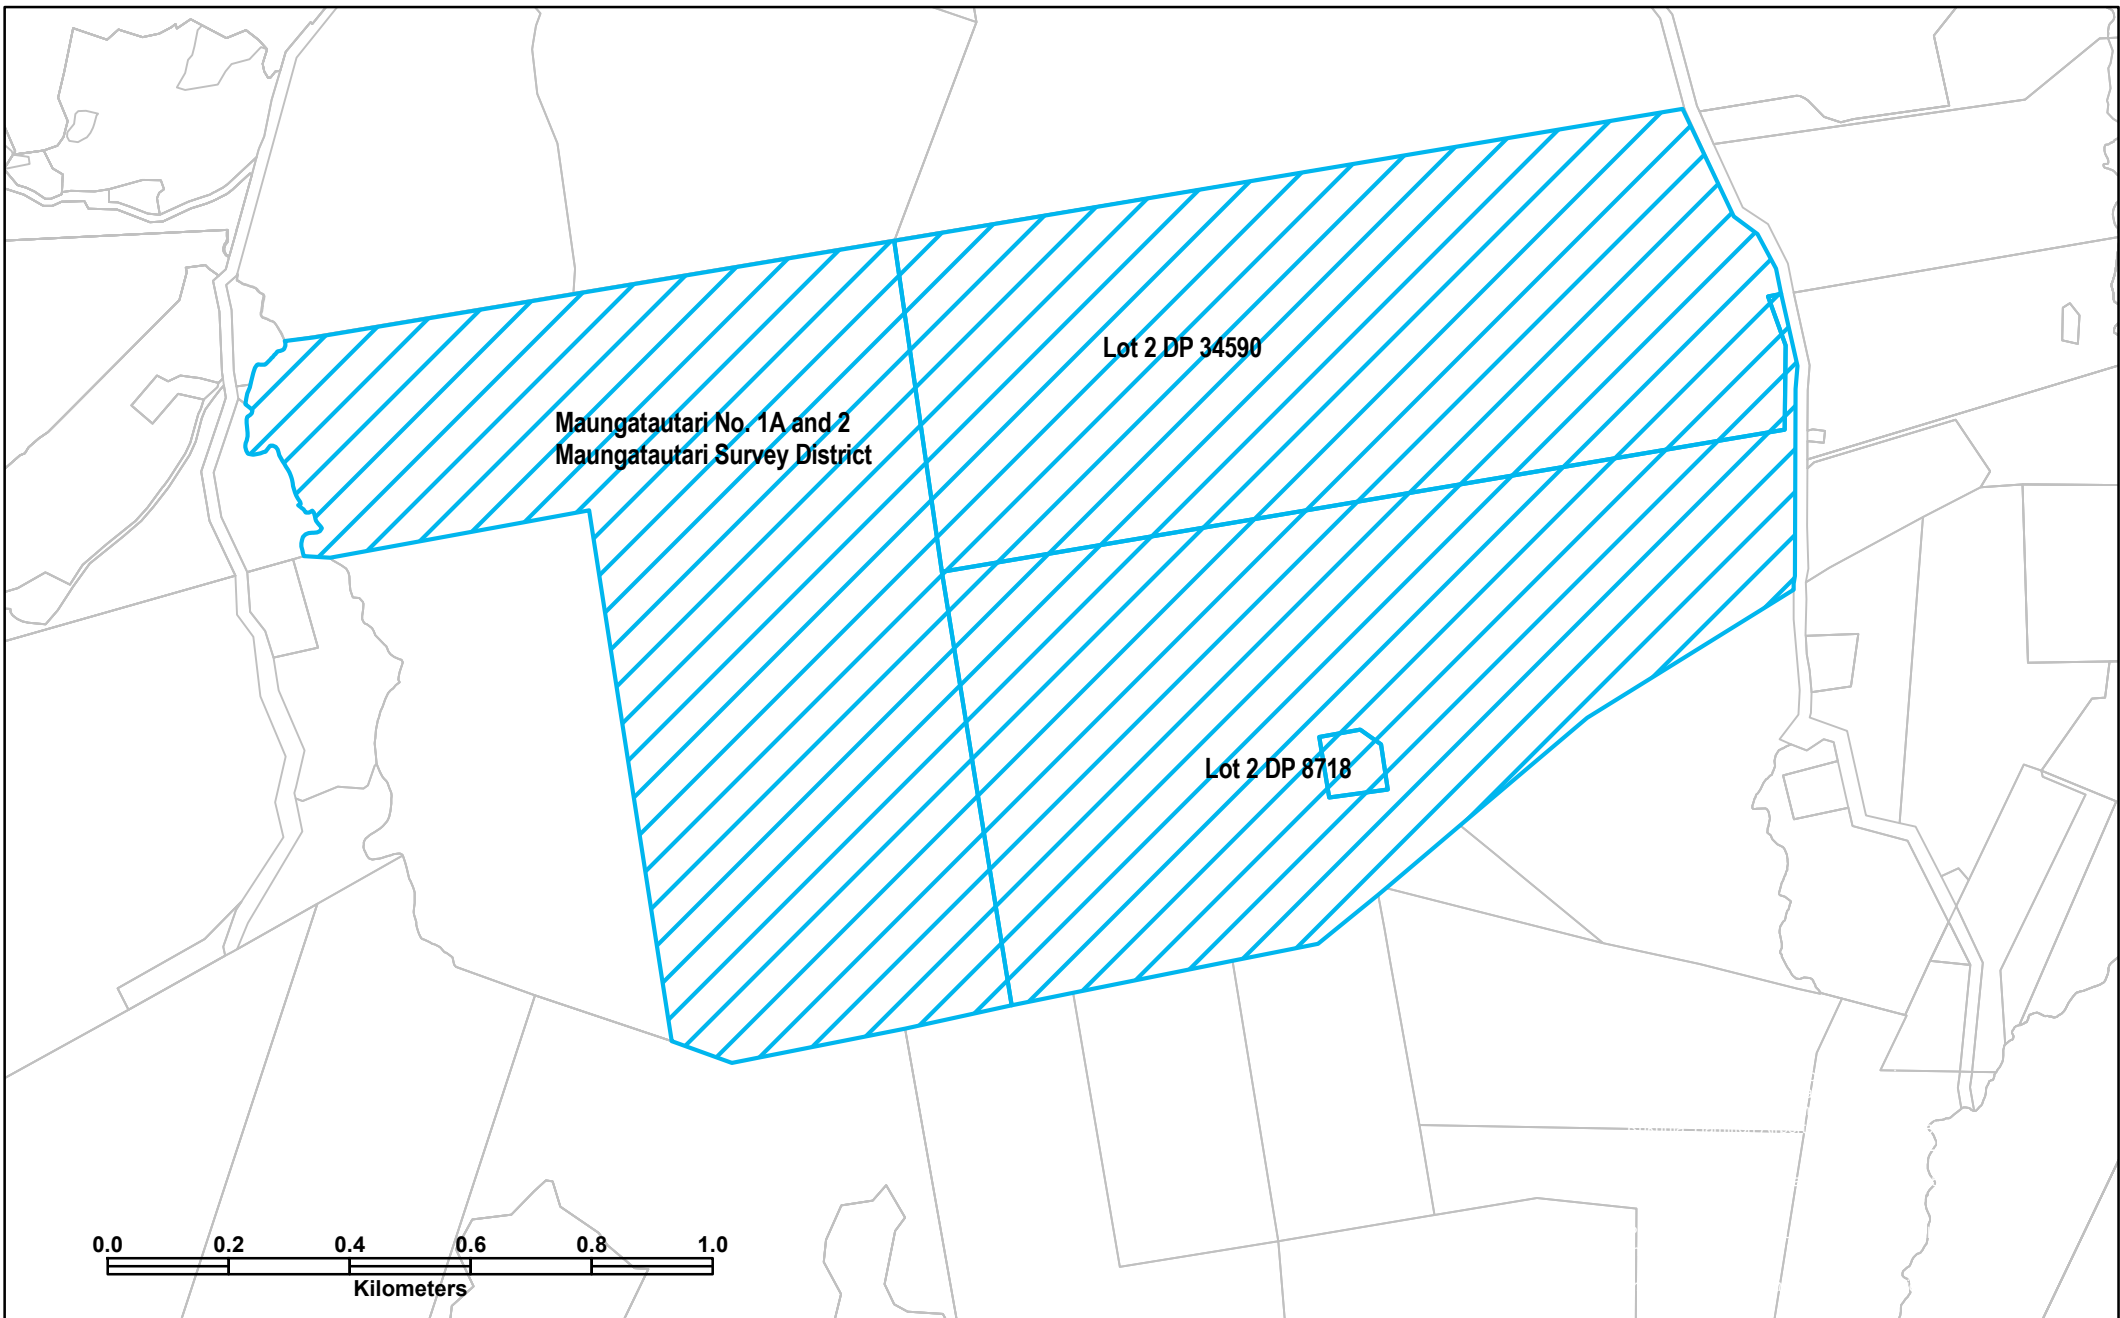 Lot 2 DP 34590
Maungatautari No. 1A and 2
Maungatautari Survey District
Lot 2 DP 8718
0.0 0.2 0.4 0.6 0.8 1.0
Kilometers